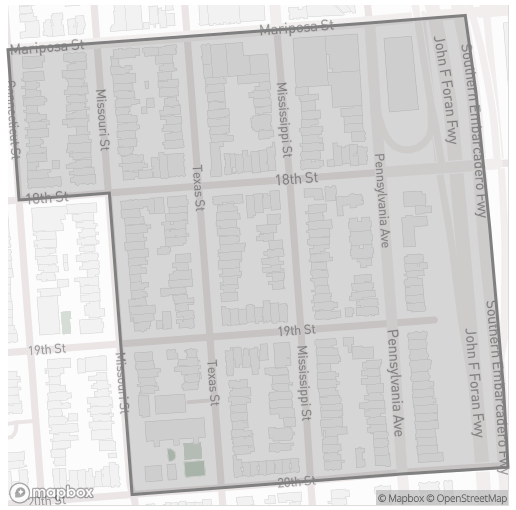 Mariposa St
Mariposa St
Connecticut St
Missouri St
Mississippi St
John F Foran Fwy
Southern Embarcadero Fwy
Texas St
Pennsylvania Ave
18th St
18th St
19th St
19th St
Missouri St
Texas St
Mississippi St
Pennsylvania Ave
John F Foran Fwy
Southern Embarcadero Fwy
20th St
20th St
mapbox
© Mapbox © OpenStreetMap